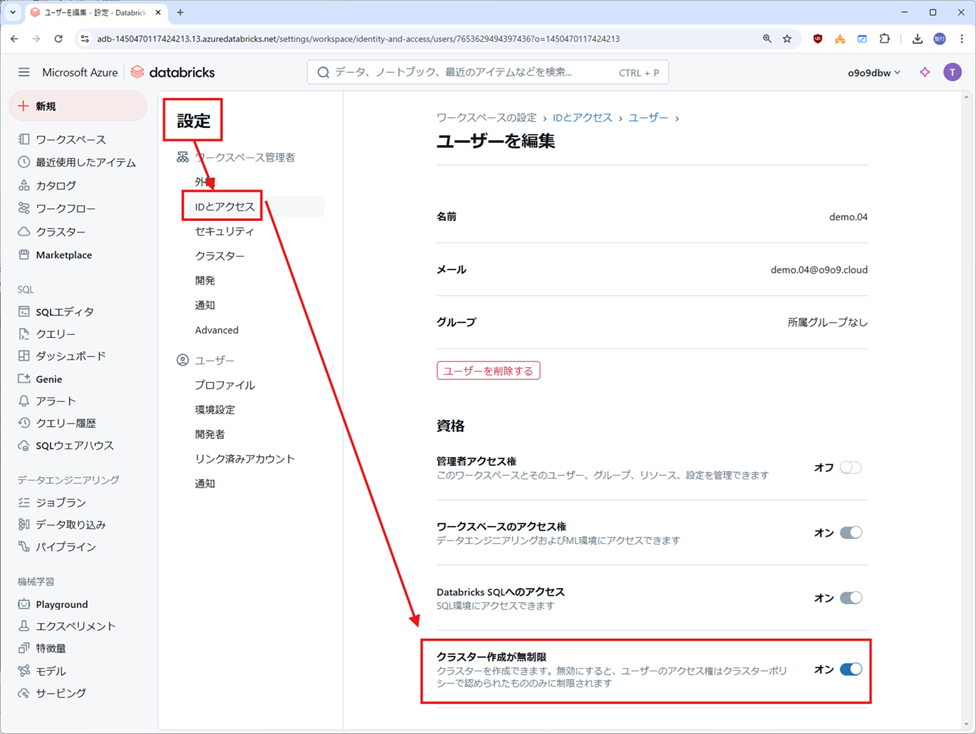 ユーザーを編集 - 設定 - Databrick
adb-1450470117424213.13.azuredatabricks.net/settings/workspace/identity-and-access/users/7653629439439743​6?o=1450470117424213
Microsoft Azure databricks
データ、ノートブック、最近のアイテムなどを検索... CTRL + P
o9o9dbw
T
新規
ワークスペース
最近使用したアイテム
カタログ
ワークフロー
クラスター
Marketplace
SQL
SQLエディタ
クエリー
ダッシュボード
Genie
アラート
クエリー履歴
SQLウェアハウス
データエンジニアリング
ジョブラン
データ取り込み
パイプライン
機械学習
Playground
エクスペリメント
特徴量
モデル
サービング
設定
ワークスペース管理者
外
IDとアクセス
セキュリティ
クラスター
開発
通知
Advanced
ユーザー
プロファイル
環境設定
開発者
リンク済みアカウント
通知
ワークスペースの設定 › IDとアクセス › ユーザー ›
ユーザーを編集
名前 demo.04
メール demo.04@o9o9.cloud
グループ 所属グループなし
ユーザーを削除する
資格
管理者アクセス権
このワークスペースとそのユーザー、グループ、リソース、設定を管理できます
オフ
ワークスペースのアクセス権
データエンジニアリングおよびML環境にアクセスできます
オン
Databricks SQLへのアクセス
SQL環境にアクセスできます
オン
クラスター作成が無制限
クラスターを作成できます。無効にすると、ユーザーのアクセス権はクラスターポリ
シーで認められたもののみに制限されます
オン